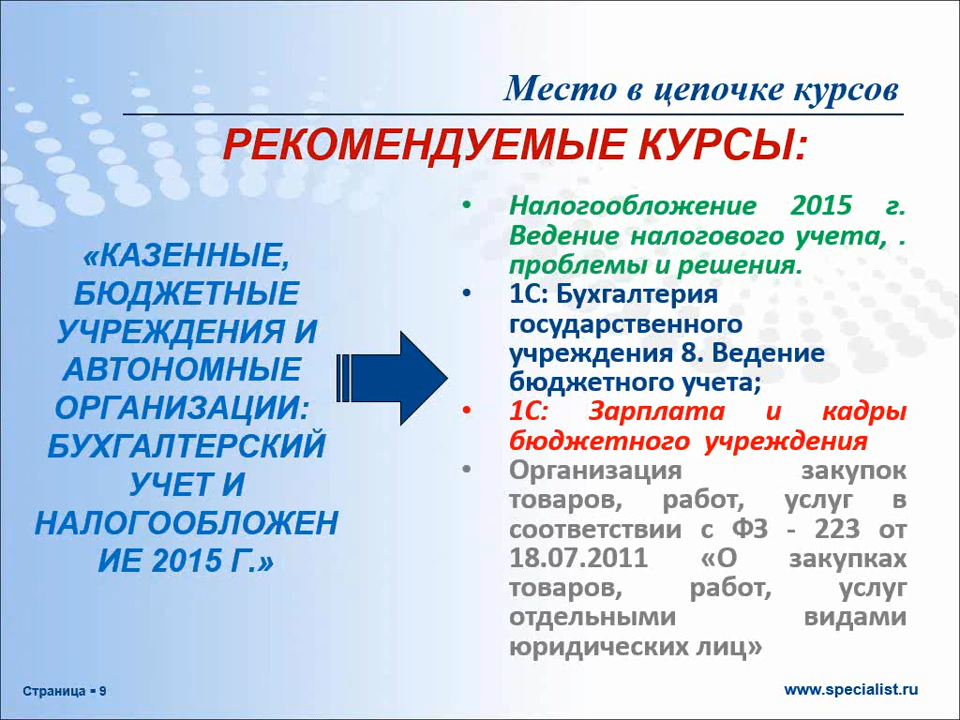 Место в цепочке курсов
РЕКОМЕНДУЕМЫЕ КУРСЫ:
«КАЗЕННЫЕ,
БЮДЖЕТНЫЕ
УЧРЕЖДЕНИЯ И
АВТОНОМНЫЕ
ОРГАНИЗАЦИИ:
БУХГАЛТЕРСКИЙ
УЧЕТ И
НАЛОГООБЛОЖЕН
ИЕ 2015 Г.»
• Налогообложение 2015 г.
Ведение налогового учета, .
проблемы и решения.
• 1С: Бухгалтерия
государственного
учреждения 8. Ведение
бюджетного учета;
• 1С: Зарплата и кадры
бюджетного учреждения
• Организация закупок
товаров, работ, услуг в
соответствии с ФЗ - 223 от
18.07.2011 «О закупках
товаров, работ, услуг
отдельными видами
юридических лиц»
Страница ▪ 9
www.specialist.ru